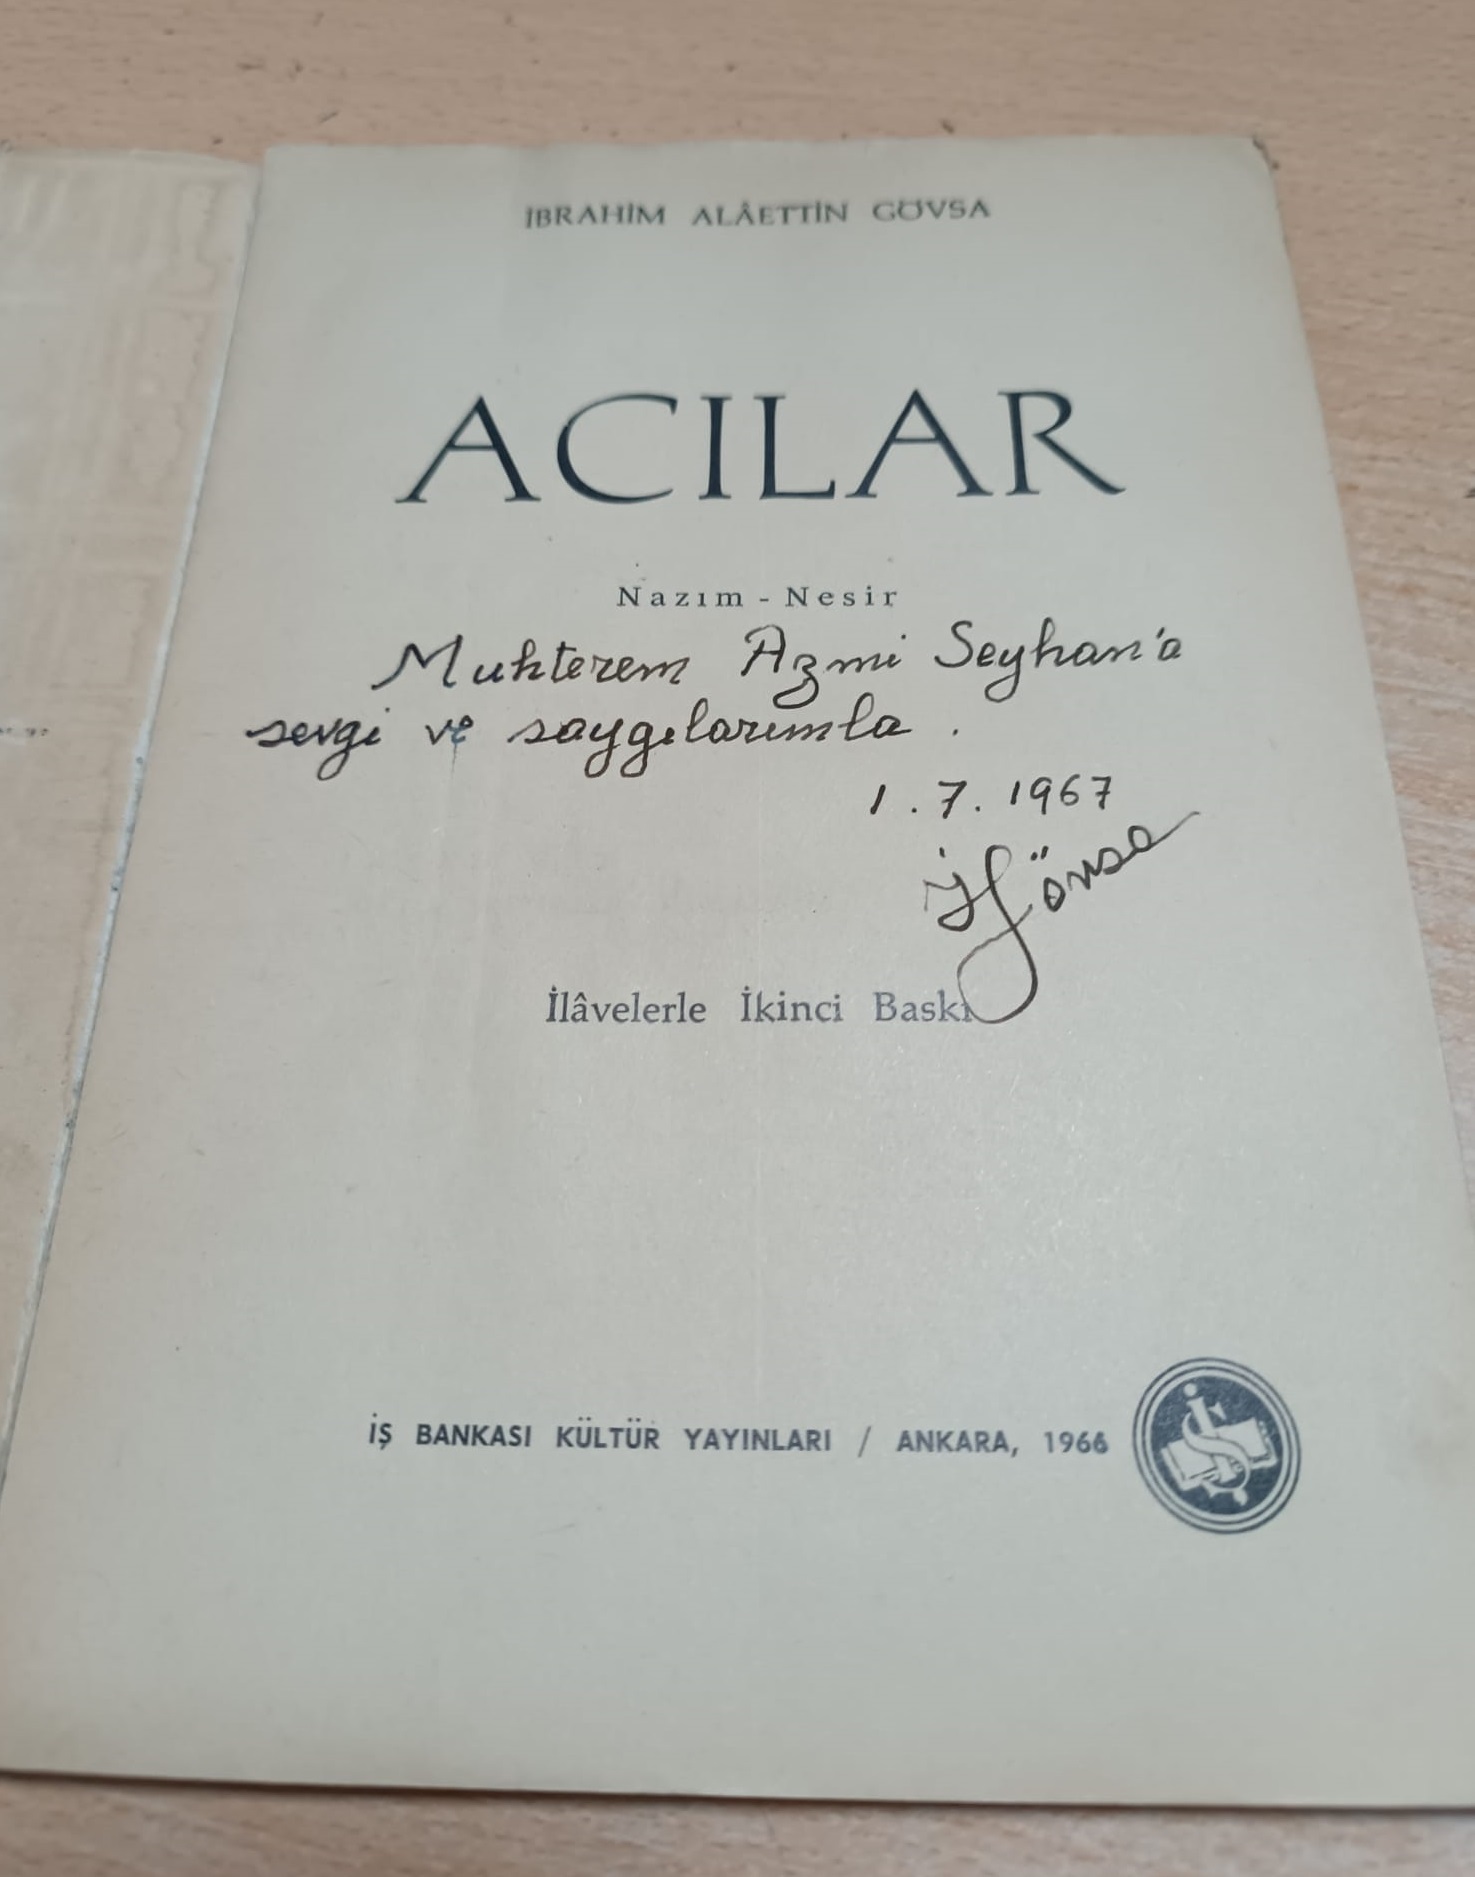 İBRAHİM ALÂETTİN GÖVSA
ACILAR
Nazım - Nesir
Muhterem Azmi Seyhan'a
sevgi ve saygılarımla .
1 . 7 . 1967
İlâvelerle İkinci Baskı
İŞ BANKASI KÜLTÜR YAYINLARI / ANKARA, 1966